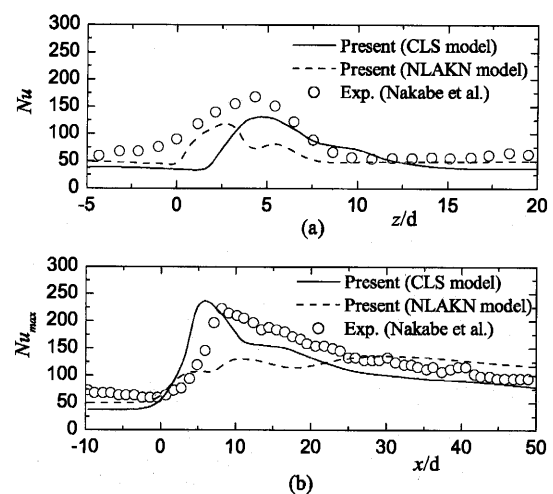 300
250
200
150
100
50
0
Nu
Present (CLS model)
Present (NLAKN model)
Exp. (Nakabe et al.)
-5 0 5 10 15 20
z/d
(a)
300
250
200
150
100
50
0
Nu_max
Present (CLS model)
Present (NLAKN model)
Exp. (Nakabe et al.)
-10 0 10 20 30 40 50
x/d
(b)